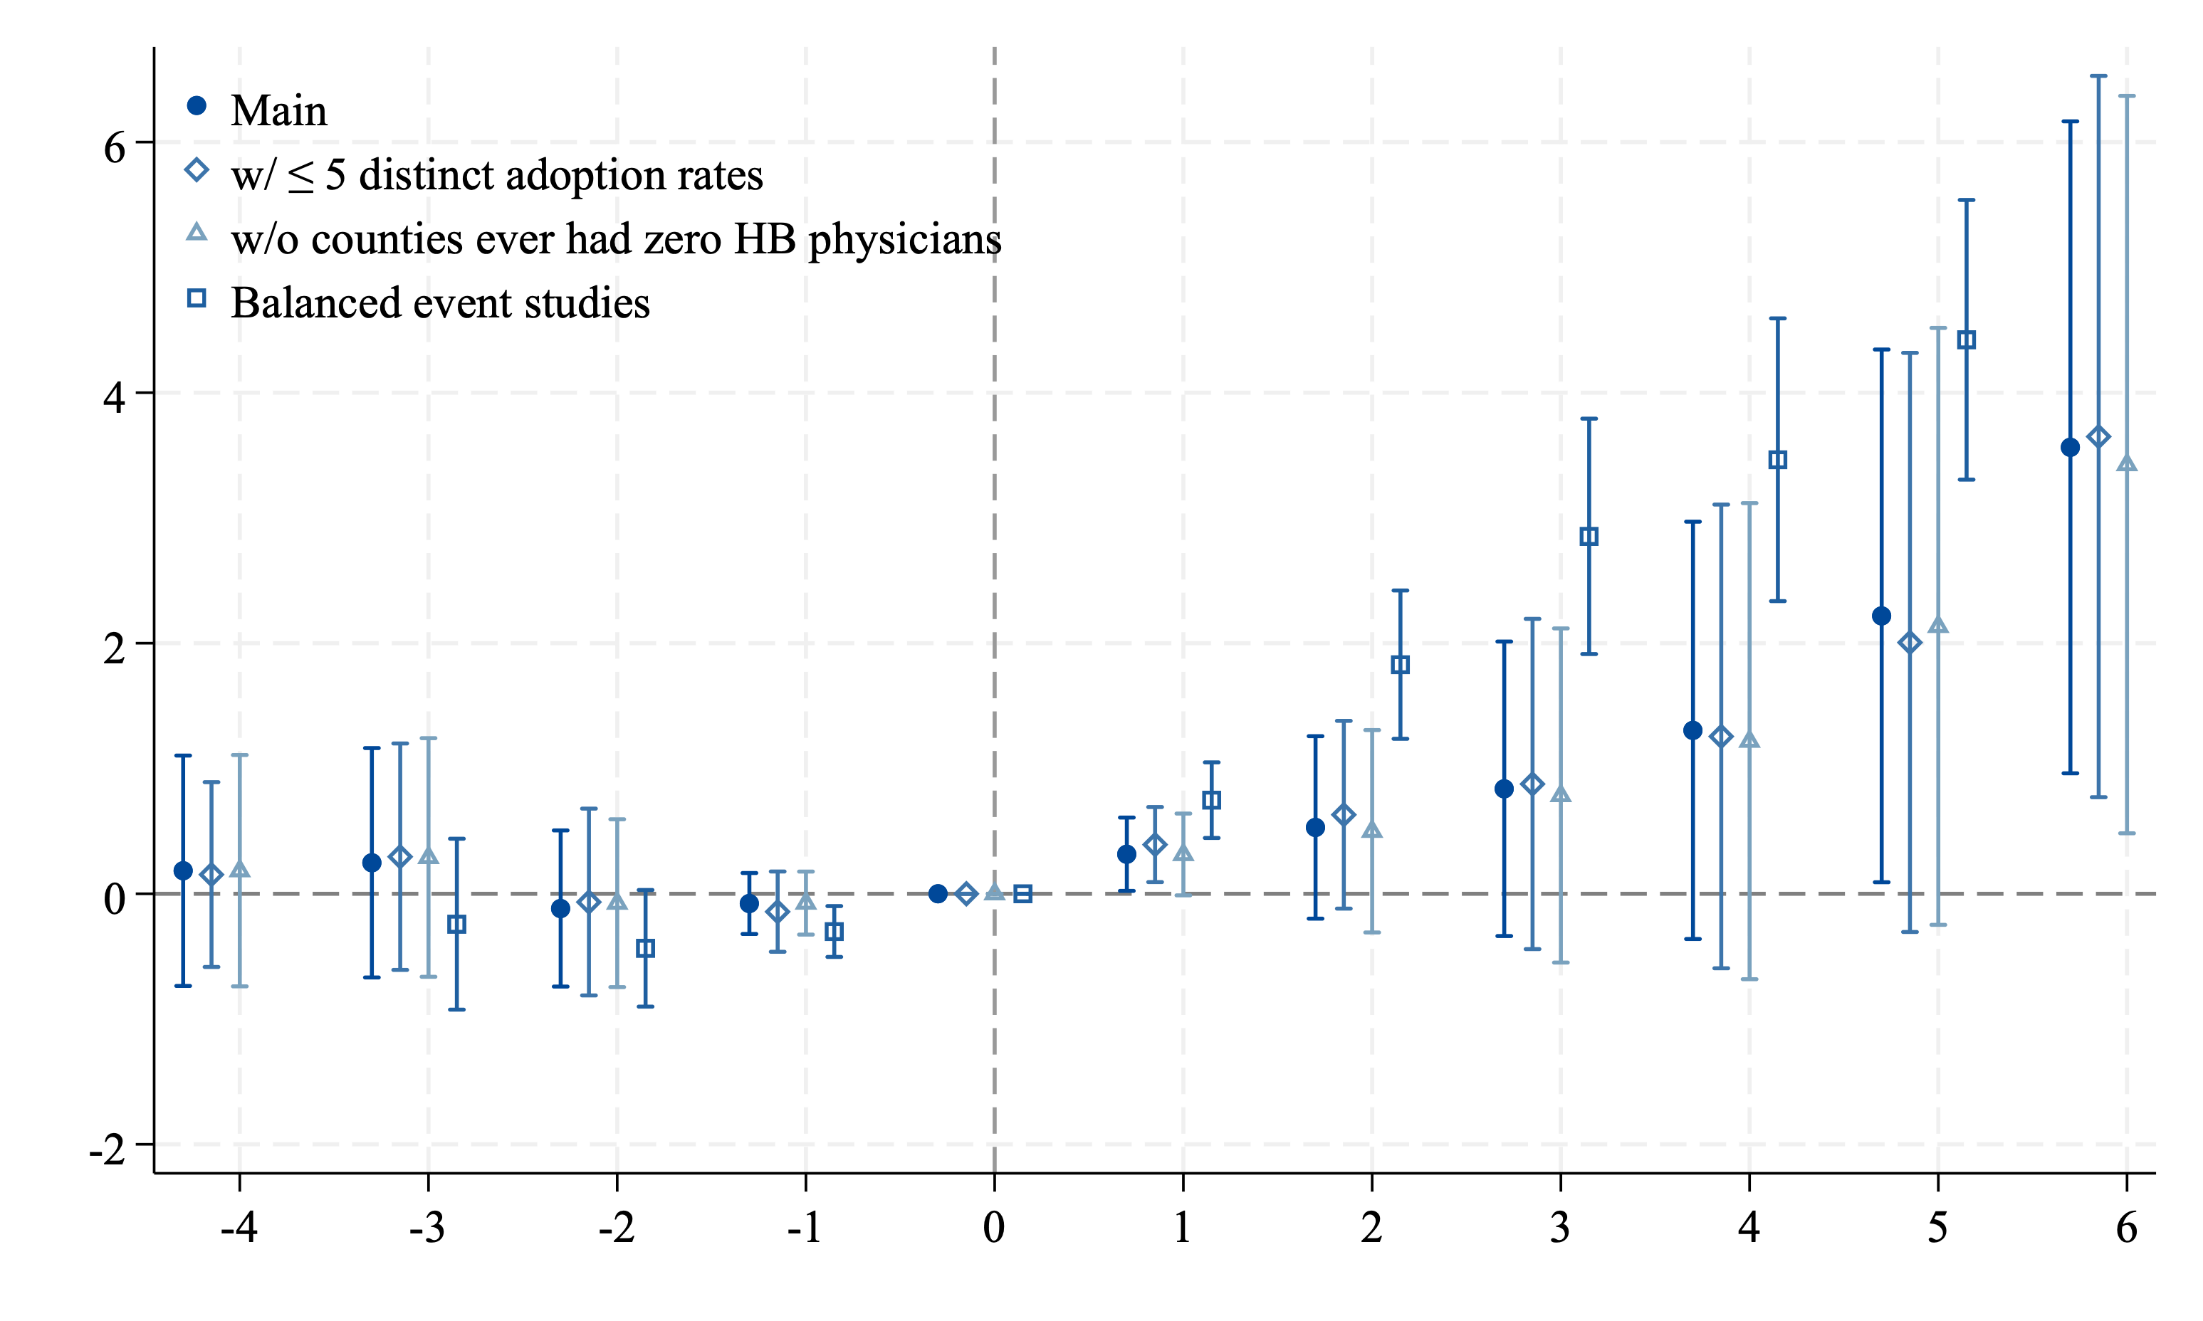 Main
w/ ≤ 5 distinct adoption rates
w/o counties ever had zero HB physicians
Balanced event studies
6
4
2
0
-2
-4 -3 -2 -1 0 1 2 3 4 5 6